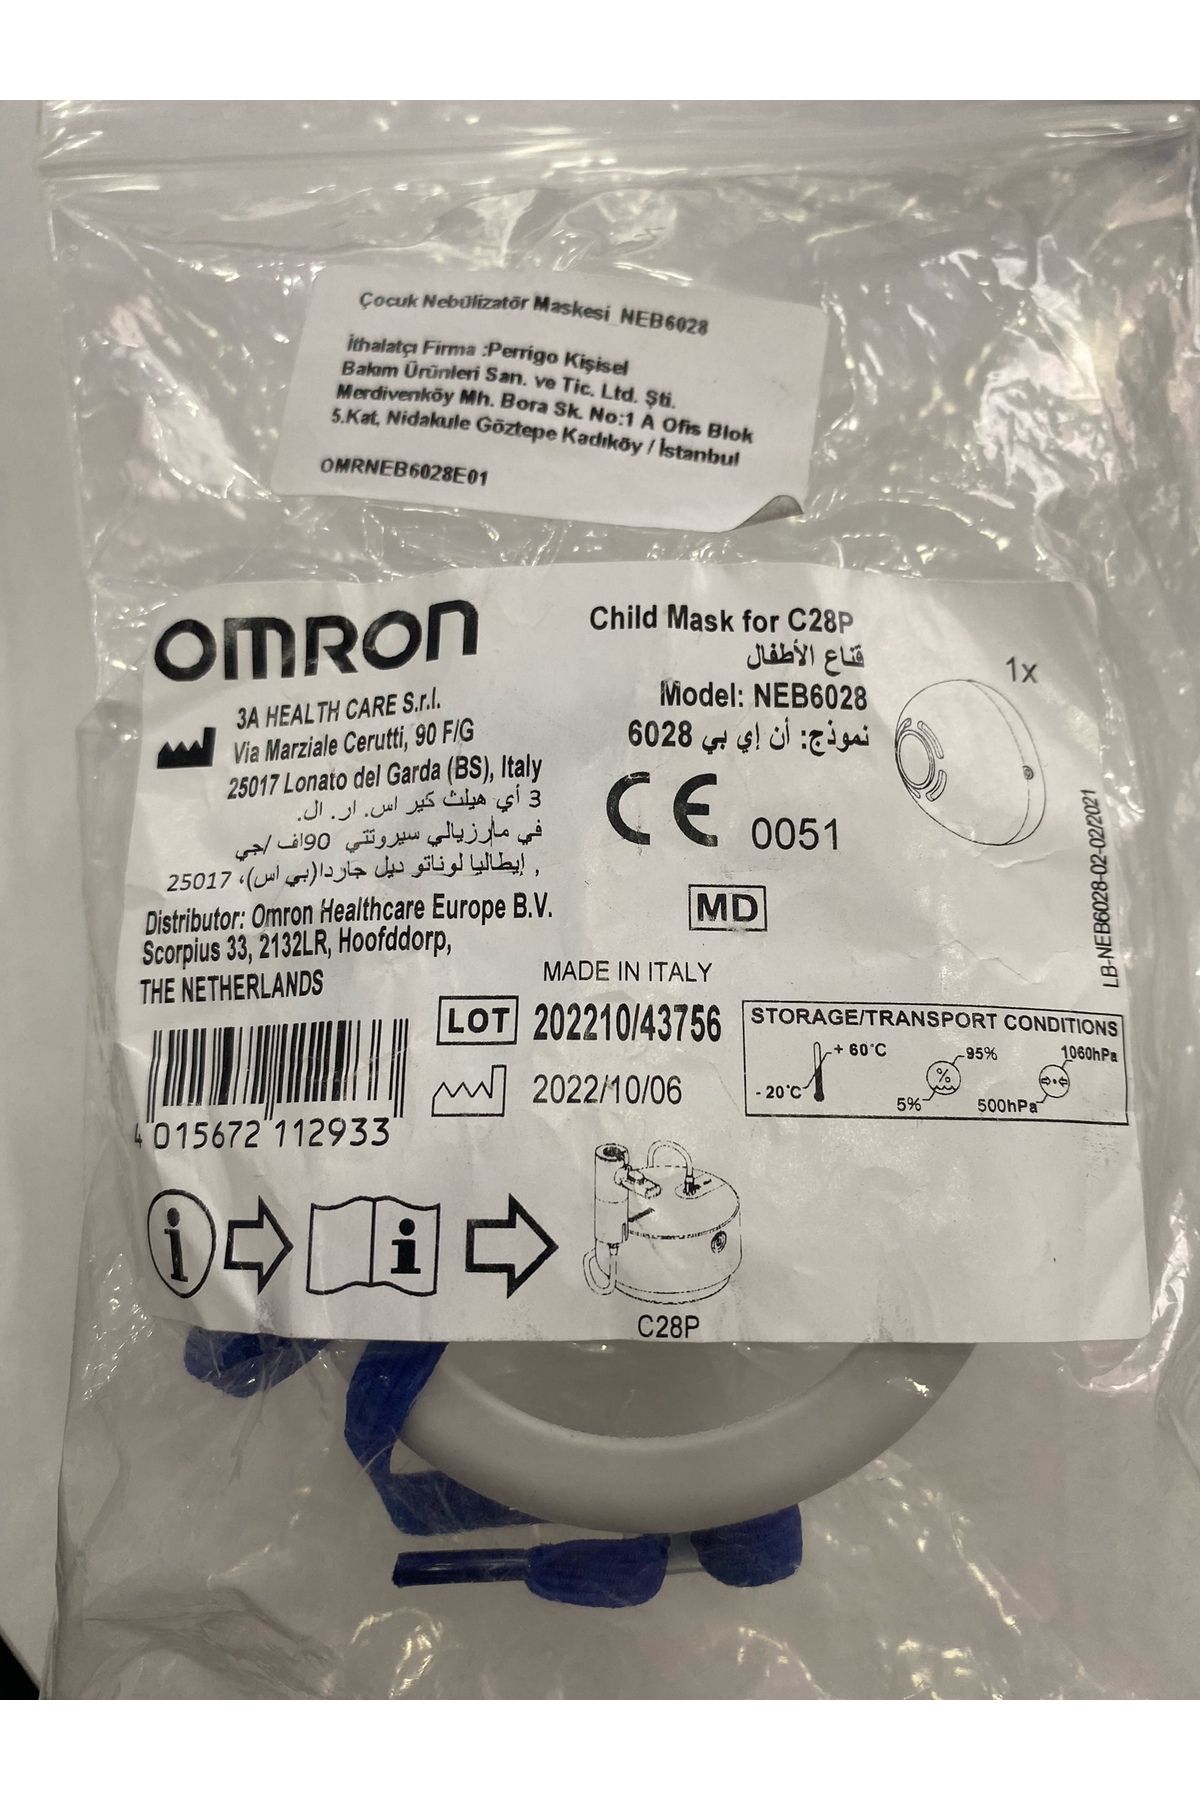 Çocuk Nebülizatör Maskesi NEB6028
İthalatçı Firma :Perrigo Kişisel
Bakım Ürünleri San. ve Tic. Ltd. Şti.
Merdivenköy Mh. Bora Sk. No:1 A Ofis Blok
5.Kat, Nidakule Göztepe Kadıköy / İstanbul
OMRNEB6028E01
OMRON
3A HEALTH CARE S.r.l.
Via Marziale Cerutti, 90 F/G
25017 Lonato del Garda (BS), Italy
3 أي هيلث كير اس. ار. ال.
في مارزيالي سيروتتي 90اف /جي
, إيطاليا لوناتو ديل جاردا(بي اس)، 25017
Distributor: Omron Healthcare Europe B.V.
Scorpius 33, 2132LR, Hoofddorp,
THE NETHERLANDS
4 015672 112933
Child Mask for C28P
قناع الأطفال
Model: NEB6028
نموذج: أن إي بي 6028
CE 0051
MD
MADE IN ITALY
LOT 202210/43756
2022/10/06
1x
LB-NEB6028-02-02/2021
STORAGE/TRANSPORT CONDITIONS
+ 60°C
- 20°C
95%
%
5%
1060hPa
500hPa
i
i
C28P